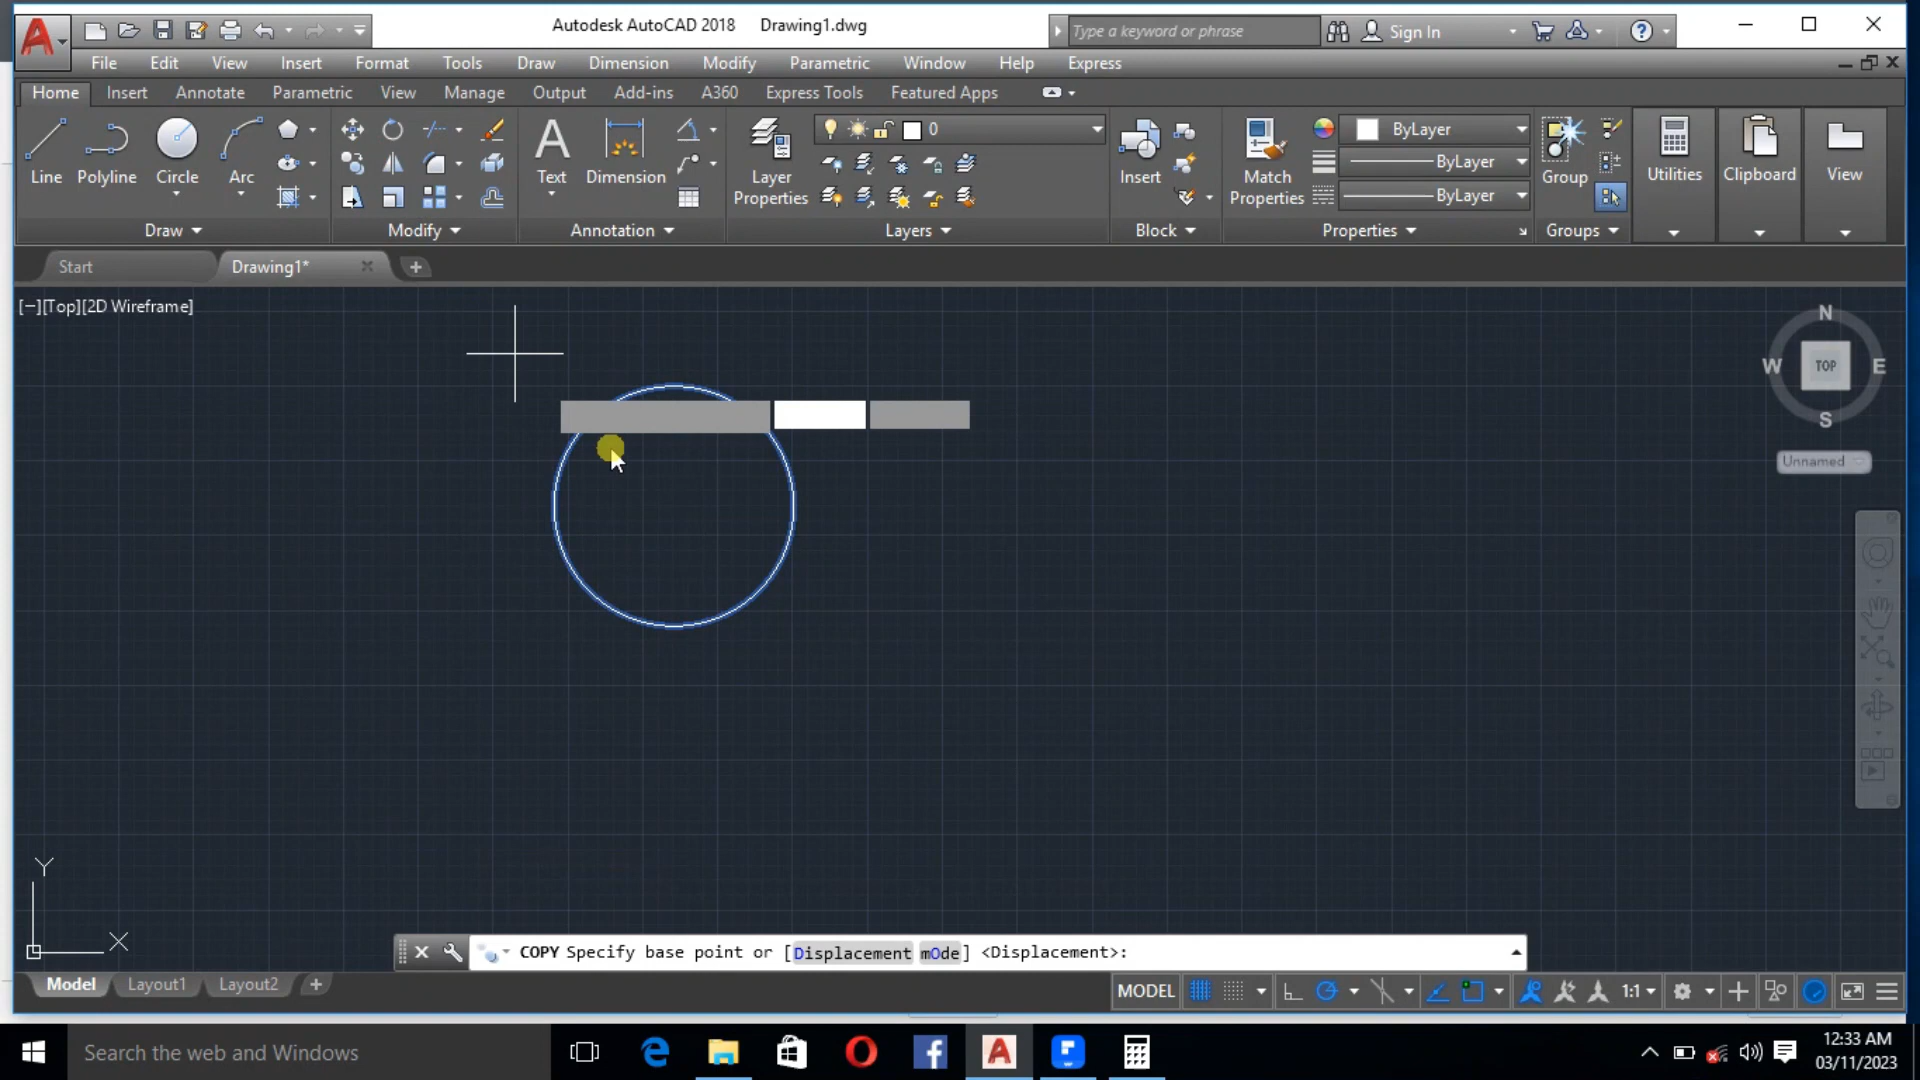 Autodesk AutoCAD 2018 Drawing1.dwg
Type a keyword or phrase
Sign In
File Edit View Insert Format Tools Draw Dimension Modify Parametric Window Help Express
Home Insert Annotate Parametric View Manage Output Add-ins A360 Express Tools Featured Apps
Line Polyline Circle Arc
Text Dimension
Layer Properties
0
Insert
Match Properties
ByLayer
ByLayer
ByLayer
Group
Utilities
Clipboard
View
Draw Modify Annotation Layers Block Properties Groups
Start Drawing1*
[−][Top][2D Wireframe]
N
W TOP E
S
Unnamed
Y
X
COPY Specify base point or [Displacement mOde] <Displacement>:
Model Layout1 Layout2
MODEL 1:1
Search the web and Windows
12:33 AM
03/11/2023